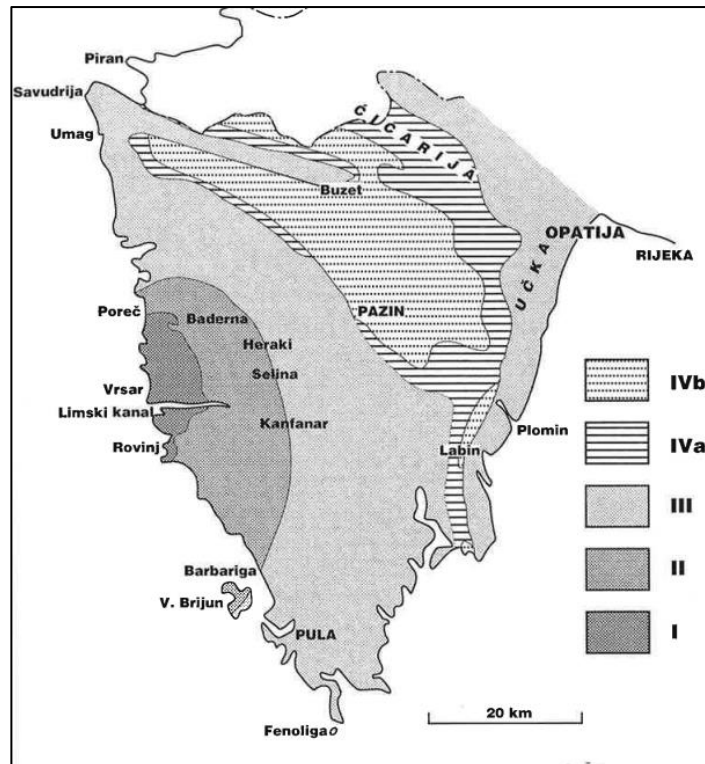 Piran
Savudrija
Umag
ĆIĆARIJA
Buzet
OPATIJA
RIJEKA
UČKA
PAZIN
Poreč
Baderna
Heraki
Selina
Vrsar
Limski kanal
Kanfanar
Rovinj
Labin
Plomin
Barbariga
V. Brijun
PULA
Fenoliga
IVb
IVa
III
II
I
20 km